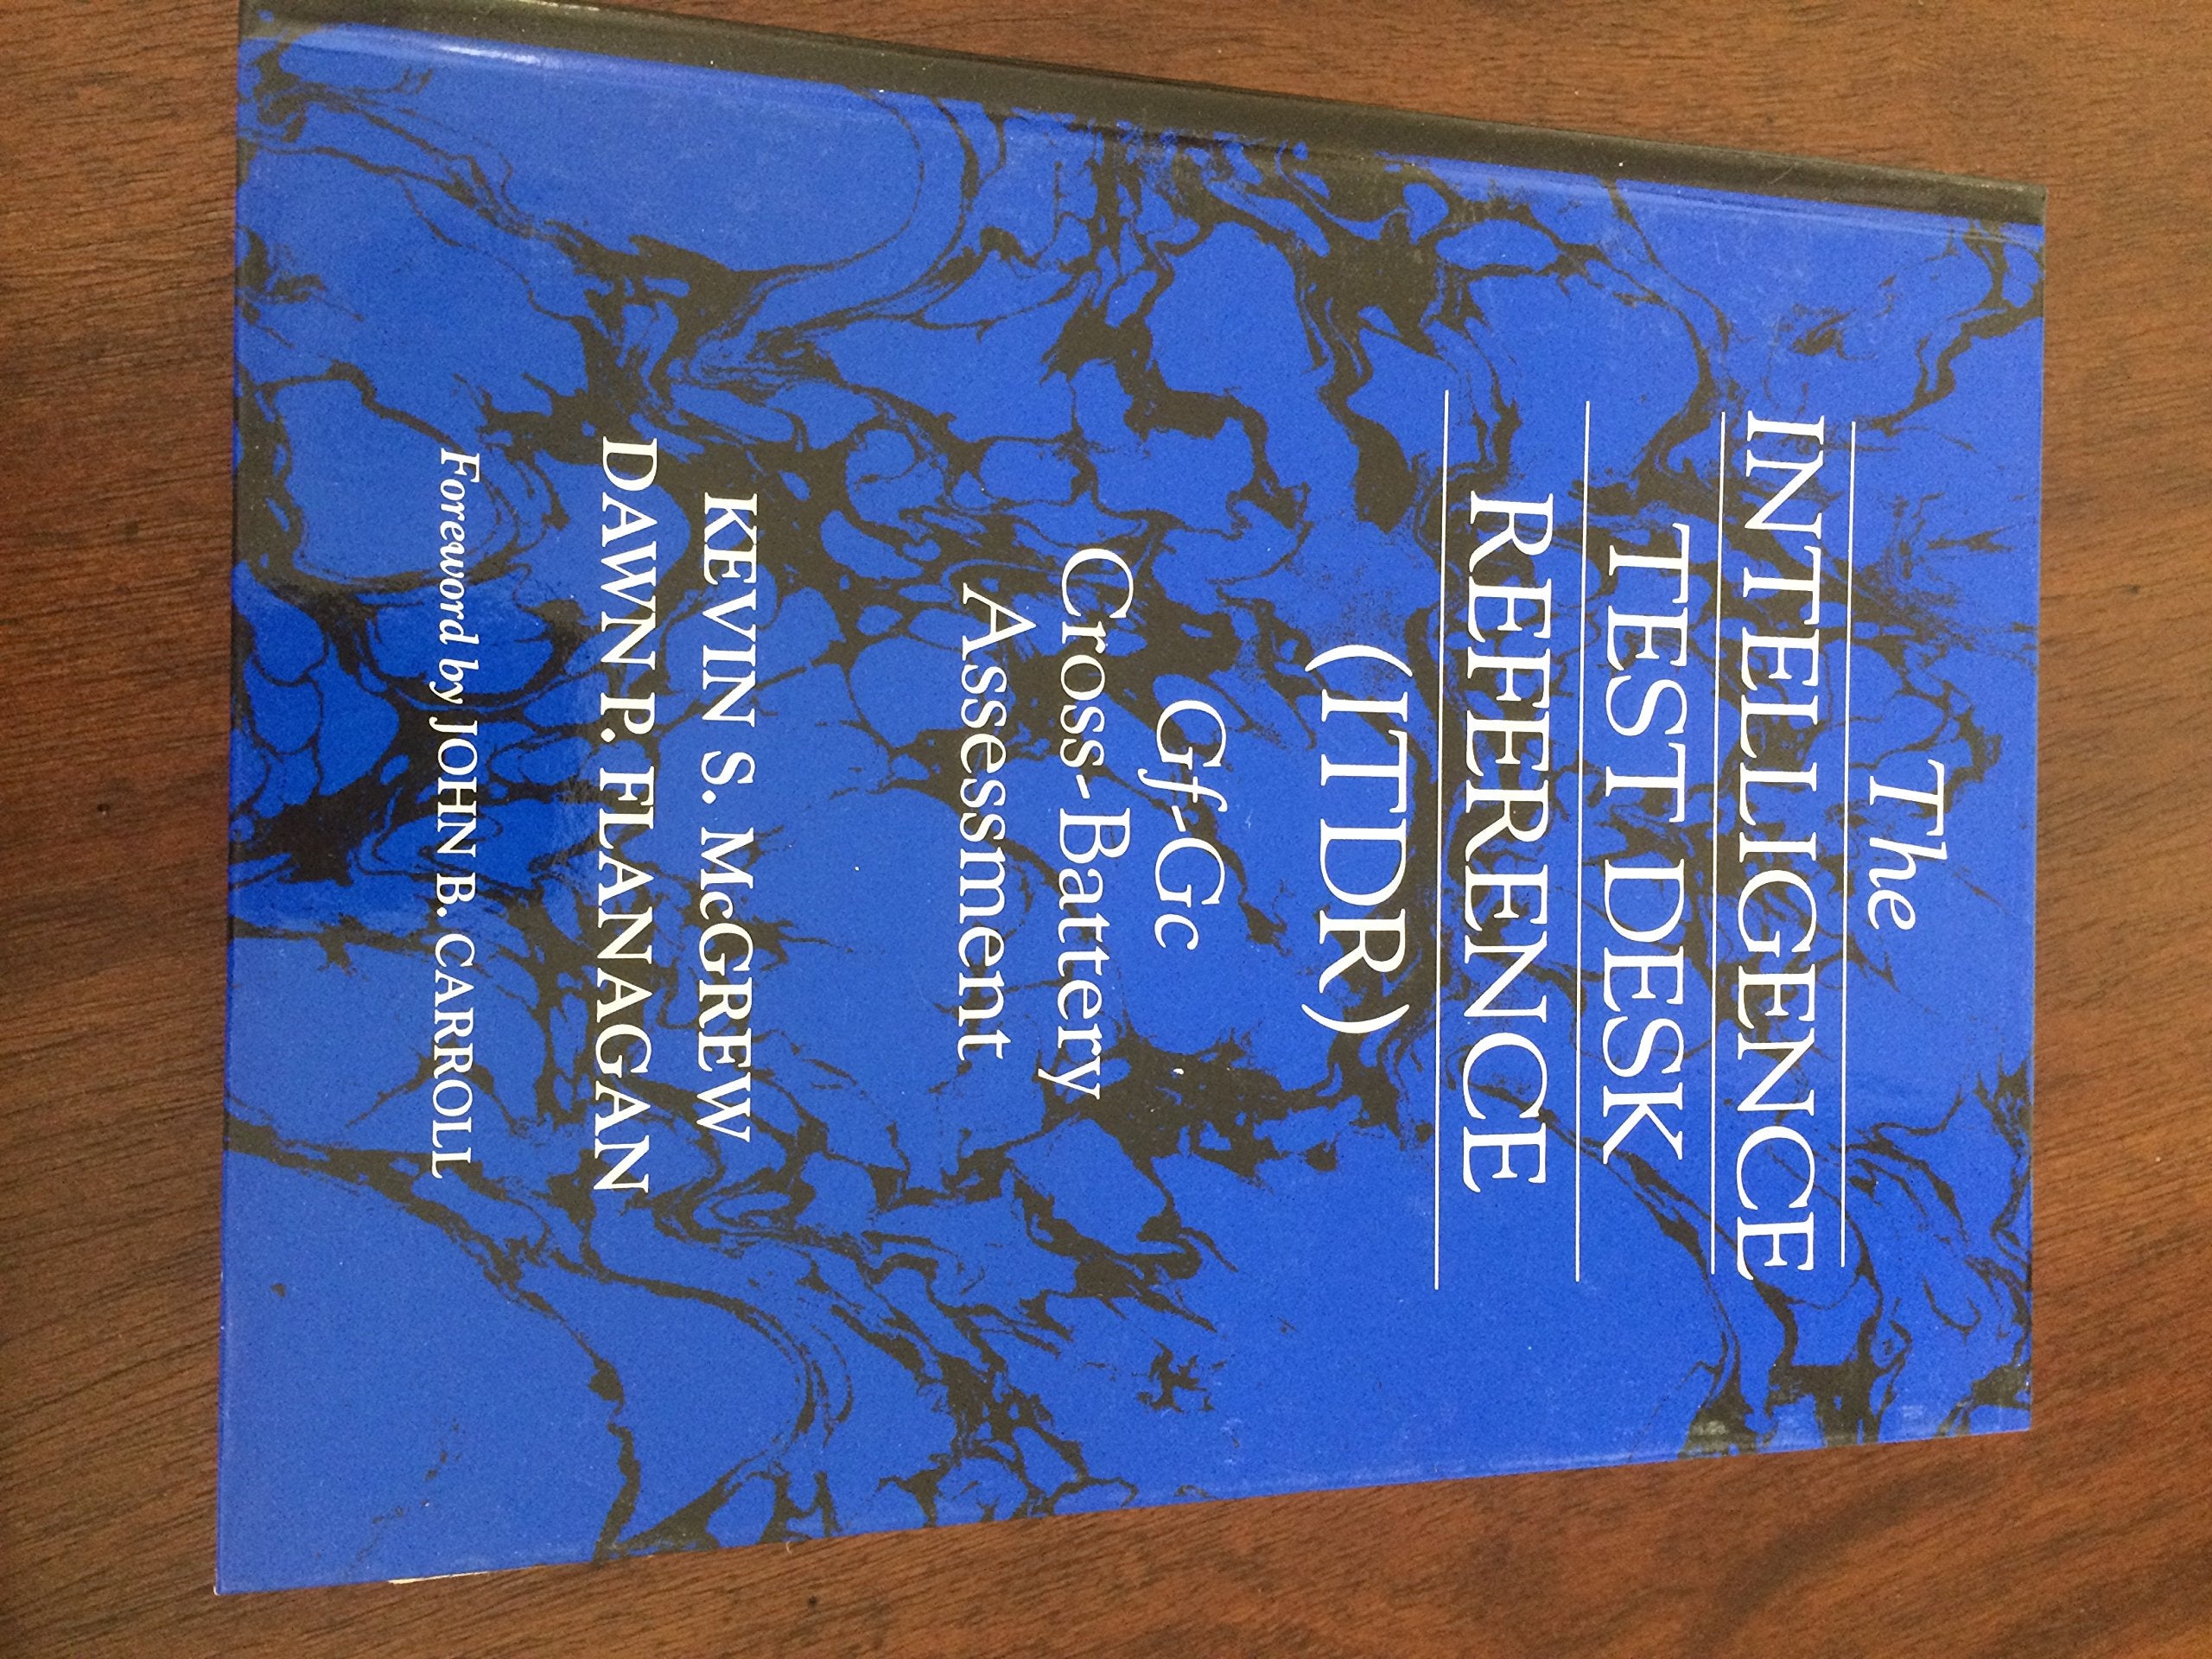 The
INTELLIGENCE
TEST DESK
REFERENCE
(ITDR)
Gf-Gc
Cross-Battery
Assessment
KEVIN S. McGREW
DAWN P. FLANAGAN
Foreword by JOHN B. CARROLL